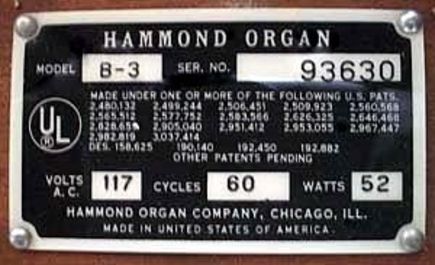 HAMMOND ORGAN
MODEL B-3 SER. NO. 93630
MADE UNDER ONE OR MORE OF THE FOLLOWING U.S. PATS.
2,480,132 2,499,244 2,506,451 2,509,923 2,560,568
2,565,512 2,577,752 2,583,566 2,626,325 2,646,466
2,828,659 2,905,040 2,951,412 2,953,055 2,967,447
2,982,819 3,037,414
DES. 158,625 190,140 192,450 192,882
OTHER PATENTS PENDING
UL
VOLTS A.C. 117 CYCLES 60 WATTS 52
HAMMOND ORGAN COMPANY, CHICAGO, ILL.
MADE IN UNITED STATES OF AMERICA